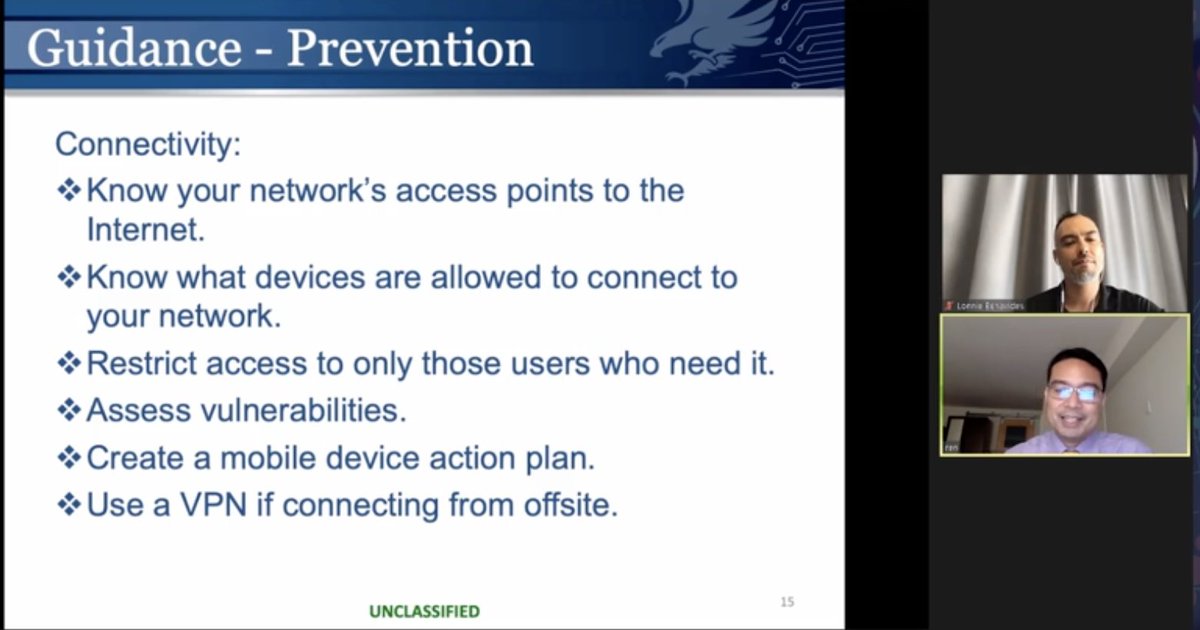 Guidance - Prevention
Connectivity:
❖Know your network's access points to the
Internet.
❖Know what devices are allowed to connect to
your network.
❖Restrict access to only those users who need it.
❖Assess vulnerabilities.
❖Create a mobile device action plan.
❖Use a VPN if connecting from offsite.
UNCLASSIFIED
15
Lonnie Benavides